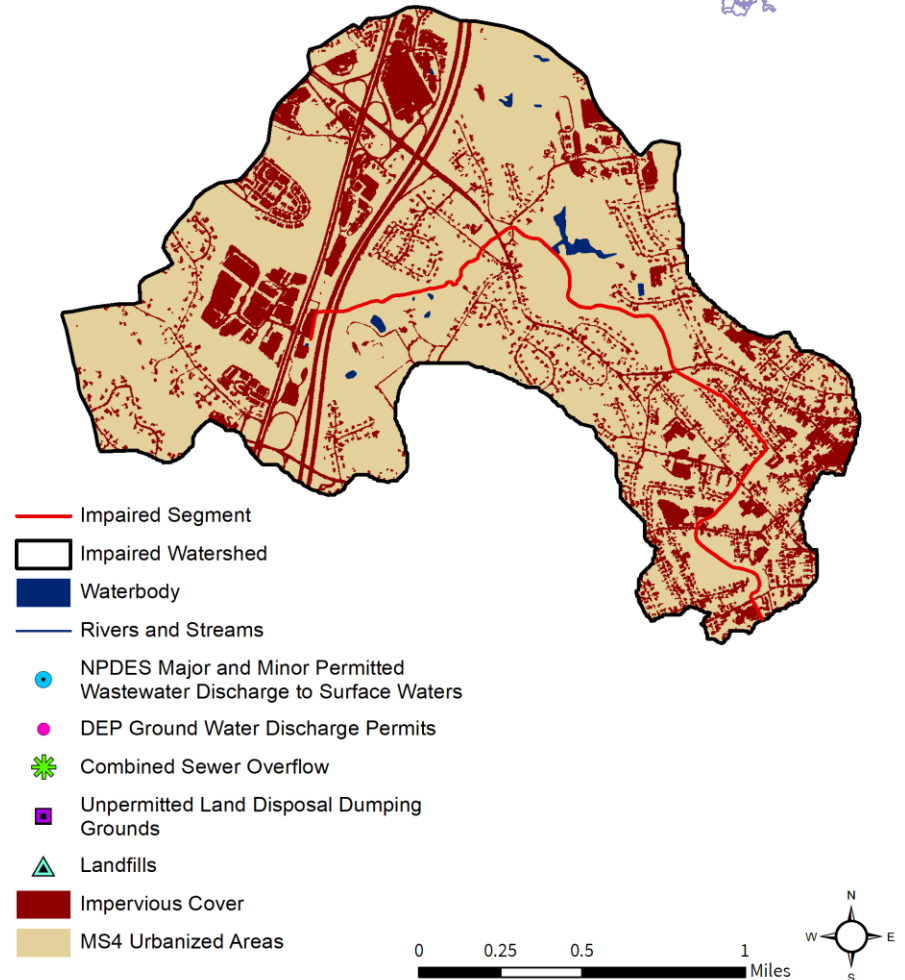 Impaired Segment
Impaired Watershed
Waterbody
Rivers and Streams
NPDES Major and Minor Permitted
Wastewater Discharge to Surface Waters
DEP Ground Water Discharge Permits
Combined Sewer Overflow
Unpermitted Land Disposal Dumping
Grounds
Landfills
Impervious Cover
MS4 Urbanized Areas
0 0.25 0.5 1
Miles
N
W E
S